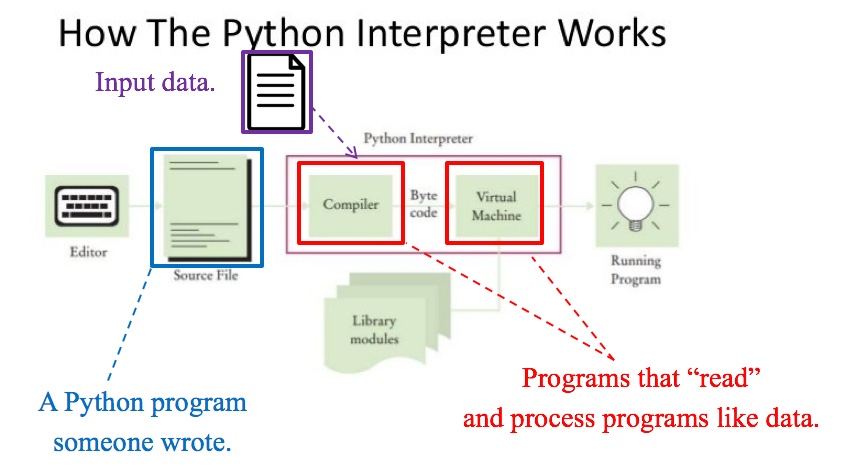 How The Python Interpreter Works
Input data.
Python Interpreter
Compiler
Byte
code
Virtual
Machine
Editor
Source File
Running
Program
Library
modules
A Python program
someone wrote.
Programs that “read”
and process programs like data.